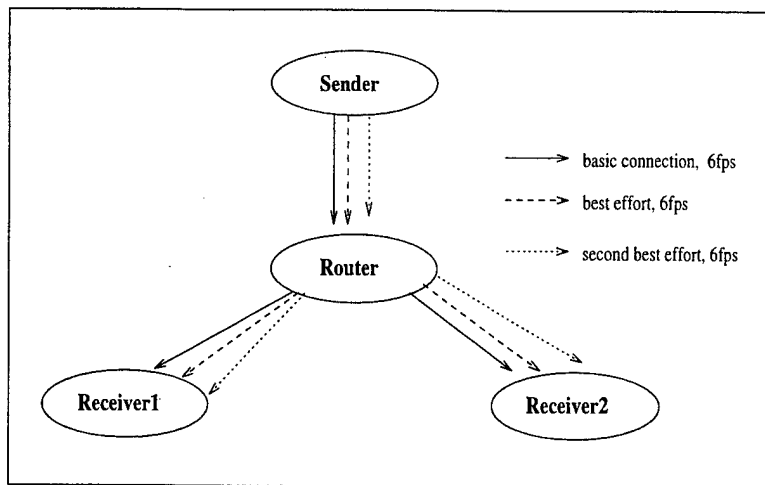 Sender
basic connection, 6fps
best effort, 6fps
second best effort, 6fps
Router
Receiver1
Receiver2